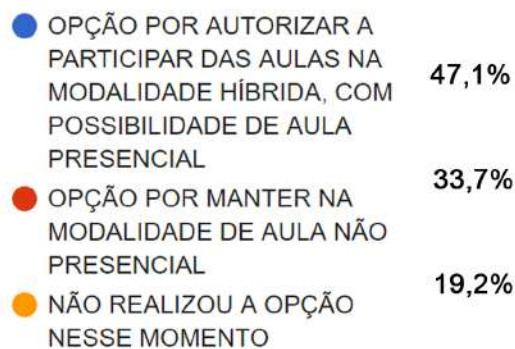 OPÇÃO POR AUTORIZAR A
PARTICIPAR DAS AULAS NA
MODALIDADE HÍBRIDA, COM
POSSIBILIDADE DE AULA
PRESENCIAL
47,1%
OPÇÃO POR MANTER NA
MODALIDADE DE AULA NÃO
PRESENCIAL
33,7%
NÃO REALIZOU A OPÇÃO
NESSE MOMENTO
19,2%